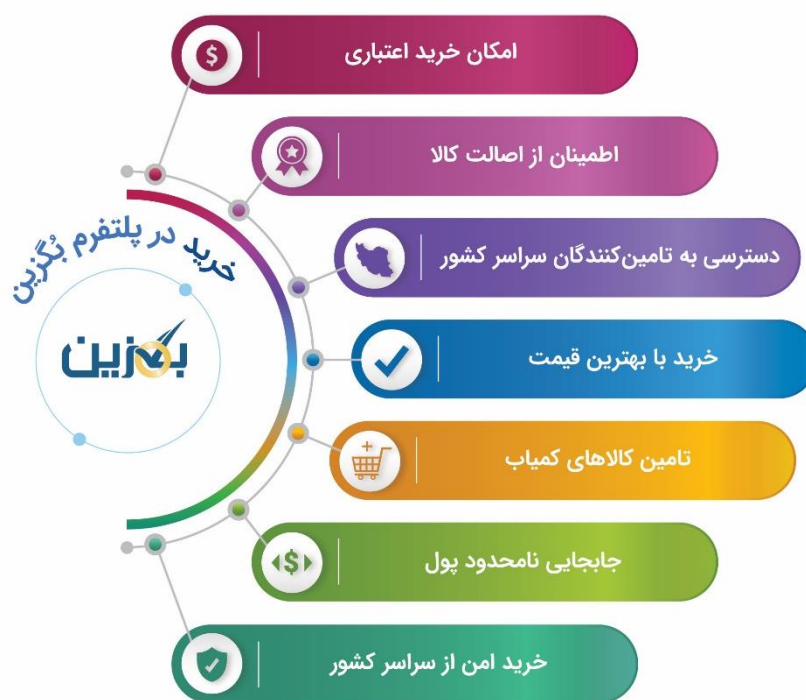 امکان خرید اعتباری
اطمینان از اصالت کالا
دسترسی به تامین‌کنندگان سراسر کشور
خرید با بهترین قیمت
تامین کالاهای کمیاب
جابجایی نامحدود پول
خرید امن از سراسر کشور
خرید در پلتفرم بُگزین
بگزین